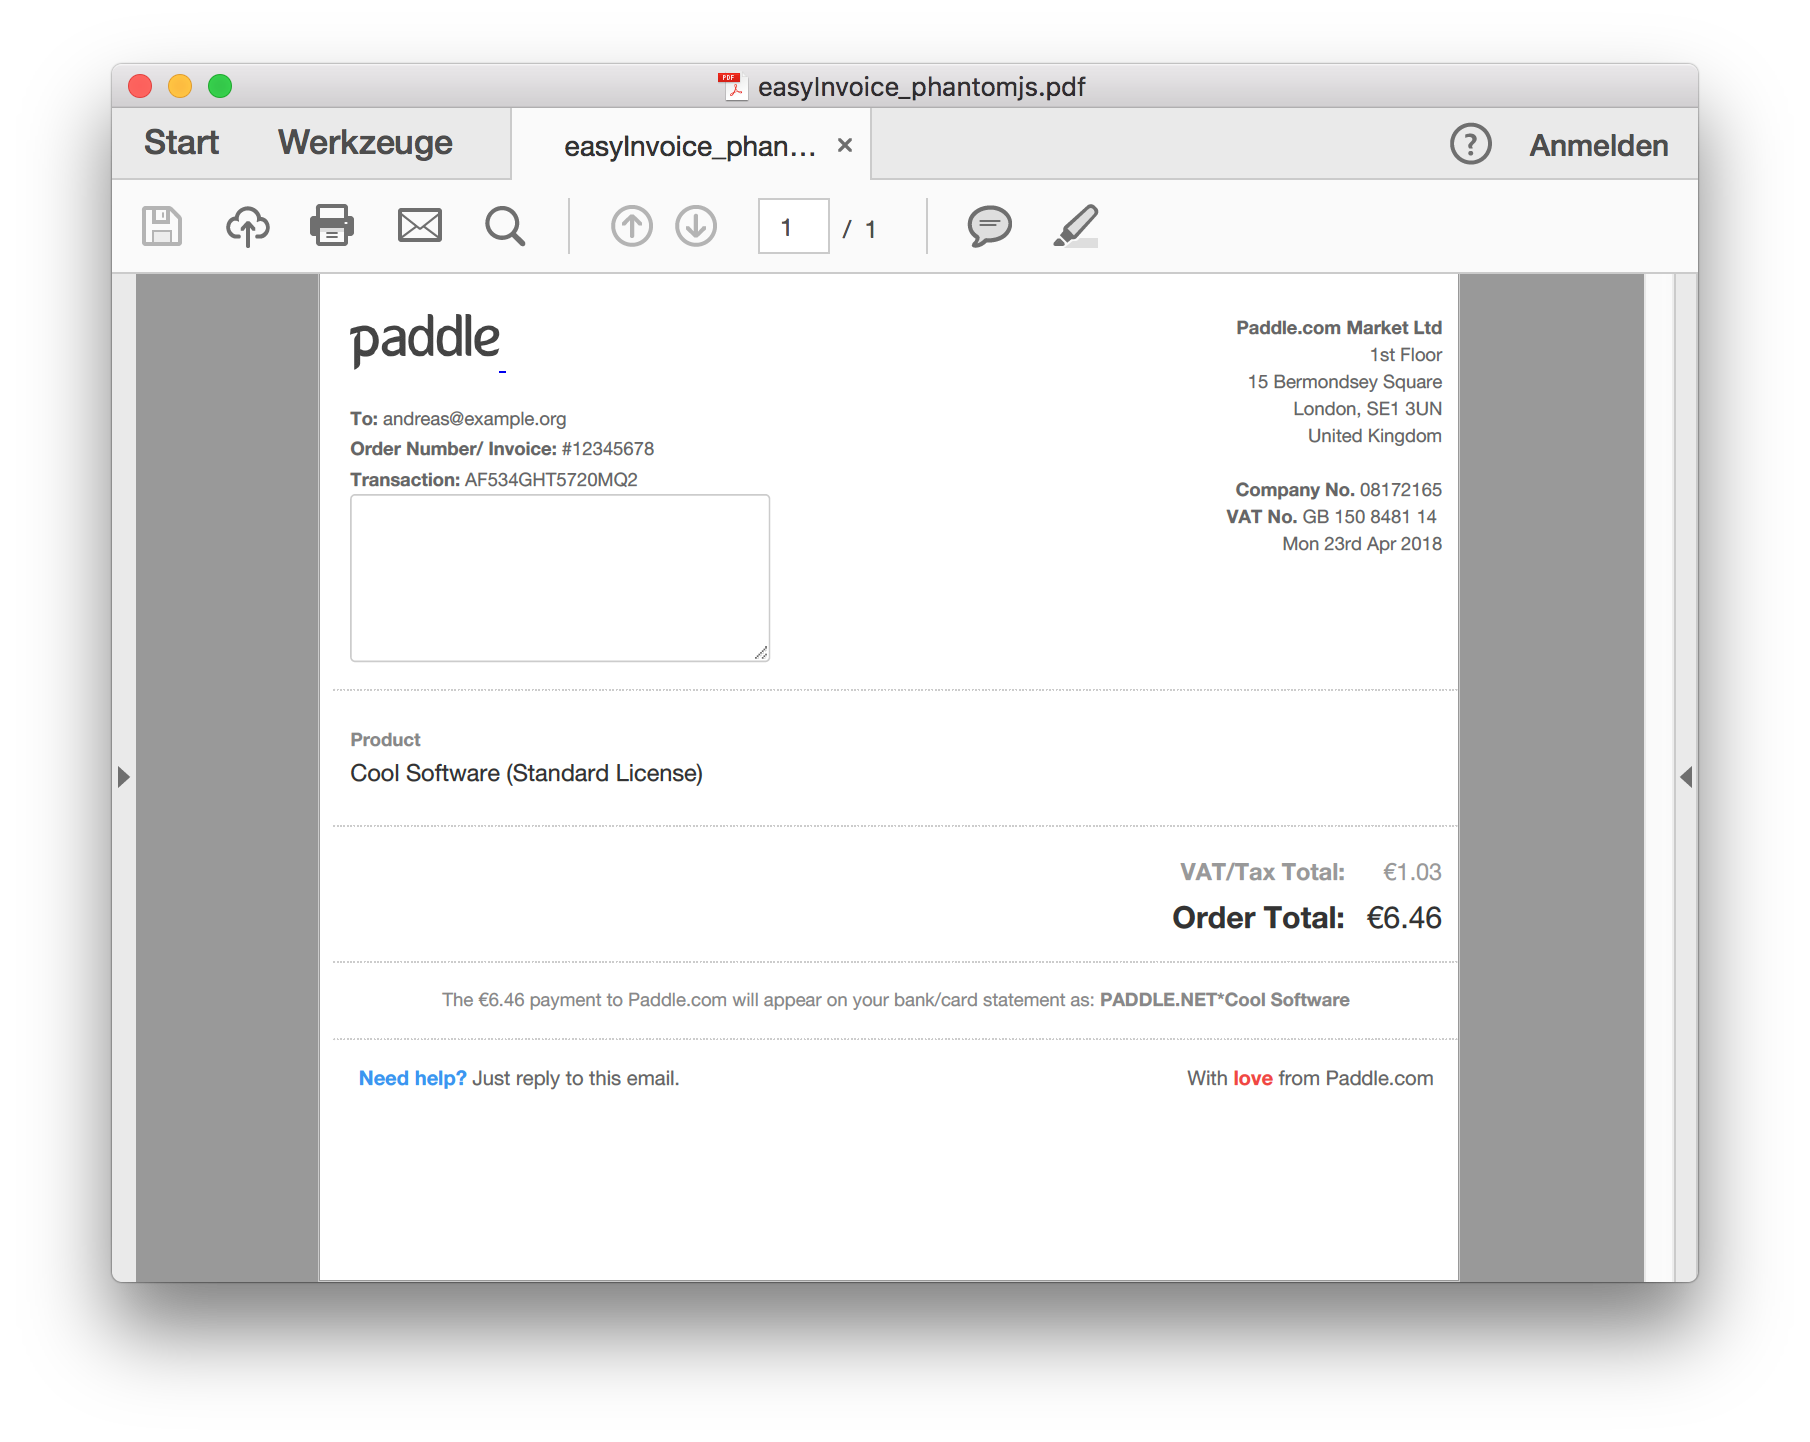 easyInvoice_phantomjs.pdf
Start Werkzeuge easyInvoice_phan... × ? Anmelden
1 / 1
paddle
Paddle.com Market Ltd
1st Floor
15 Bermondsey Square
London, SE1 3UN
United Kingdom
To: andreas@example.org
Order Number/ Invoice: #12345678
Transaction: AF534GHT5720MQ2
Company No. 08172165
VAT No. GB 150 8481 14
Mon 23rd Apr 2018
Product
Cool Software (Standard License)
VAT/Tax Total: €1.03
Order Total: €6.46
The €6.46 payment to Paddle.com will appear on your bank/card statement as: PADDLE.NET*Cool Software
Need help? Just reply to this email. With love from Paddle.com